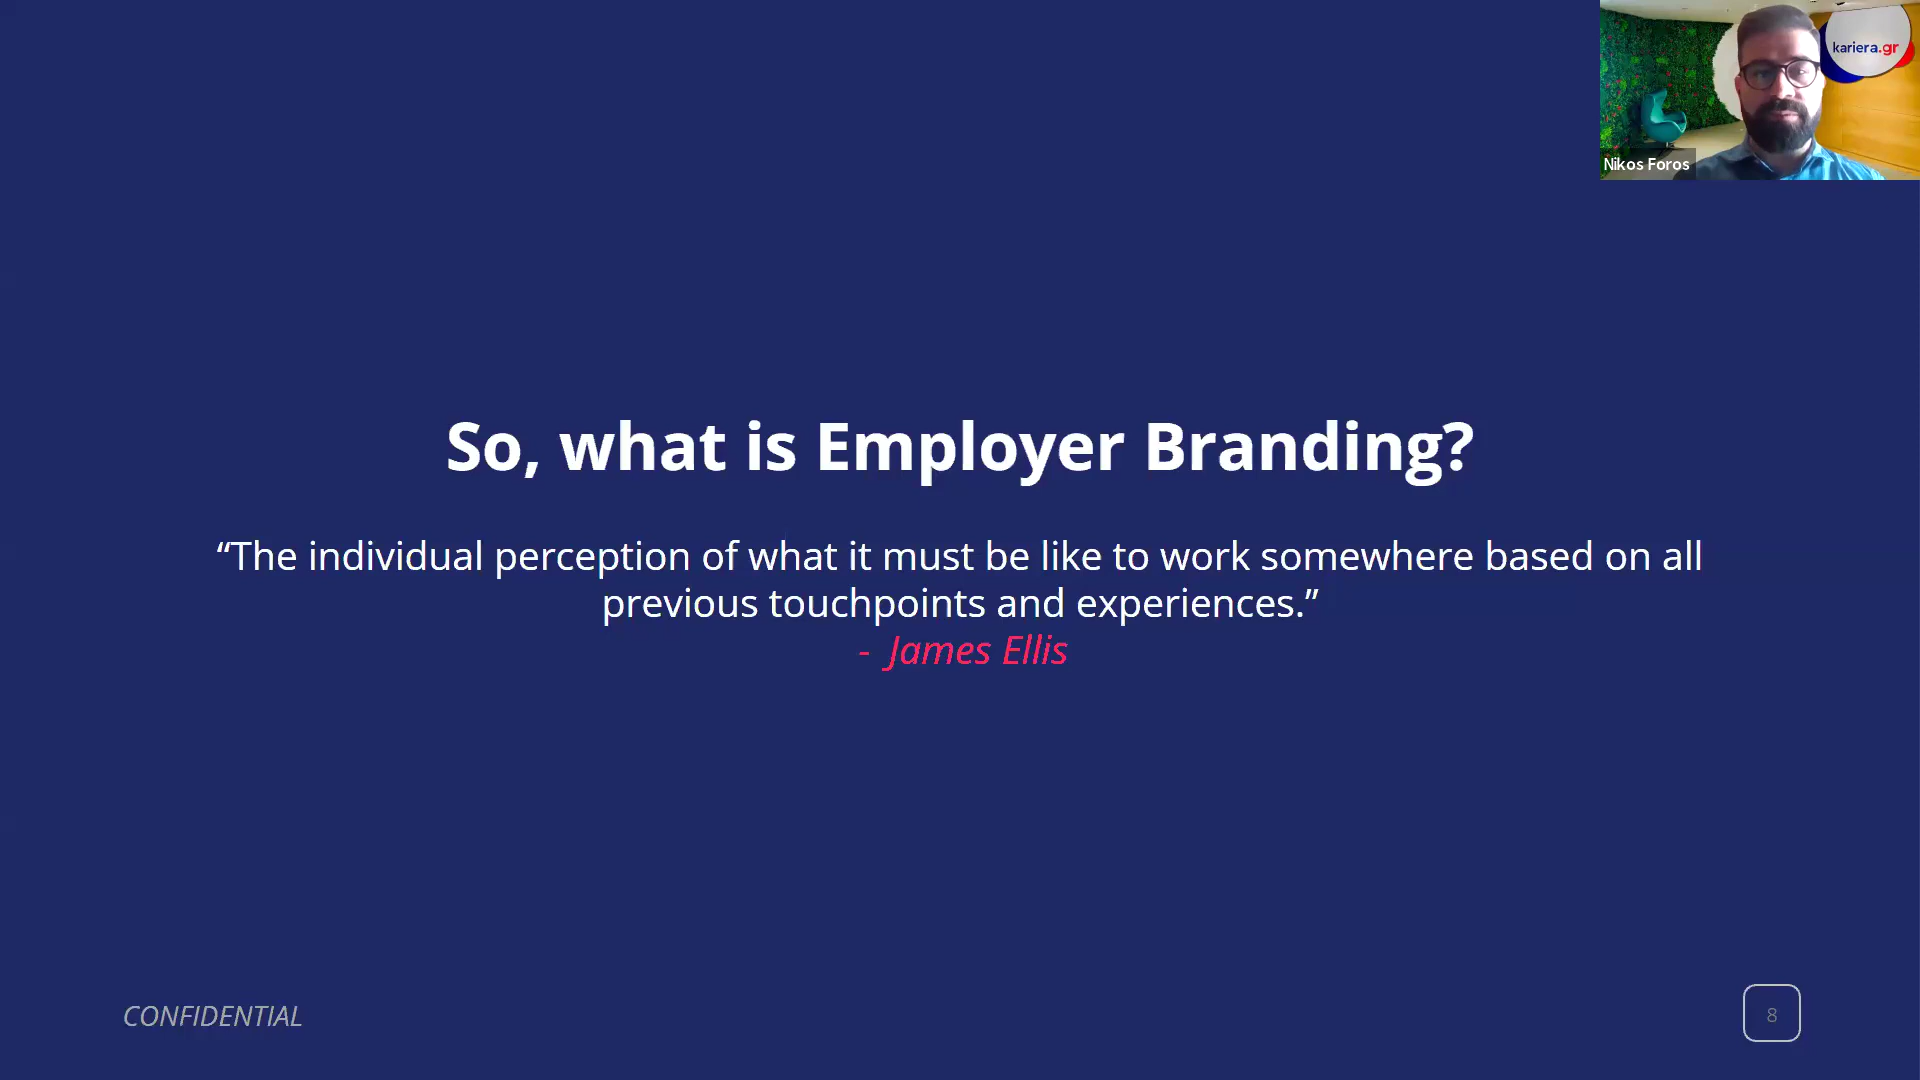 kariera.gr
Nikos Foros
So, what is Employer Branding?
“The individual perception of what it must be like to work somewhere based on all
previous touchpoints and experiences.”
- James Ellis
CONFIDENTIAL
8